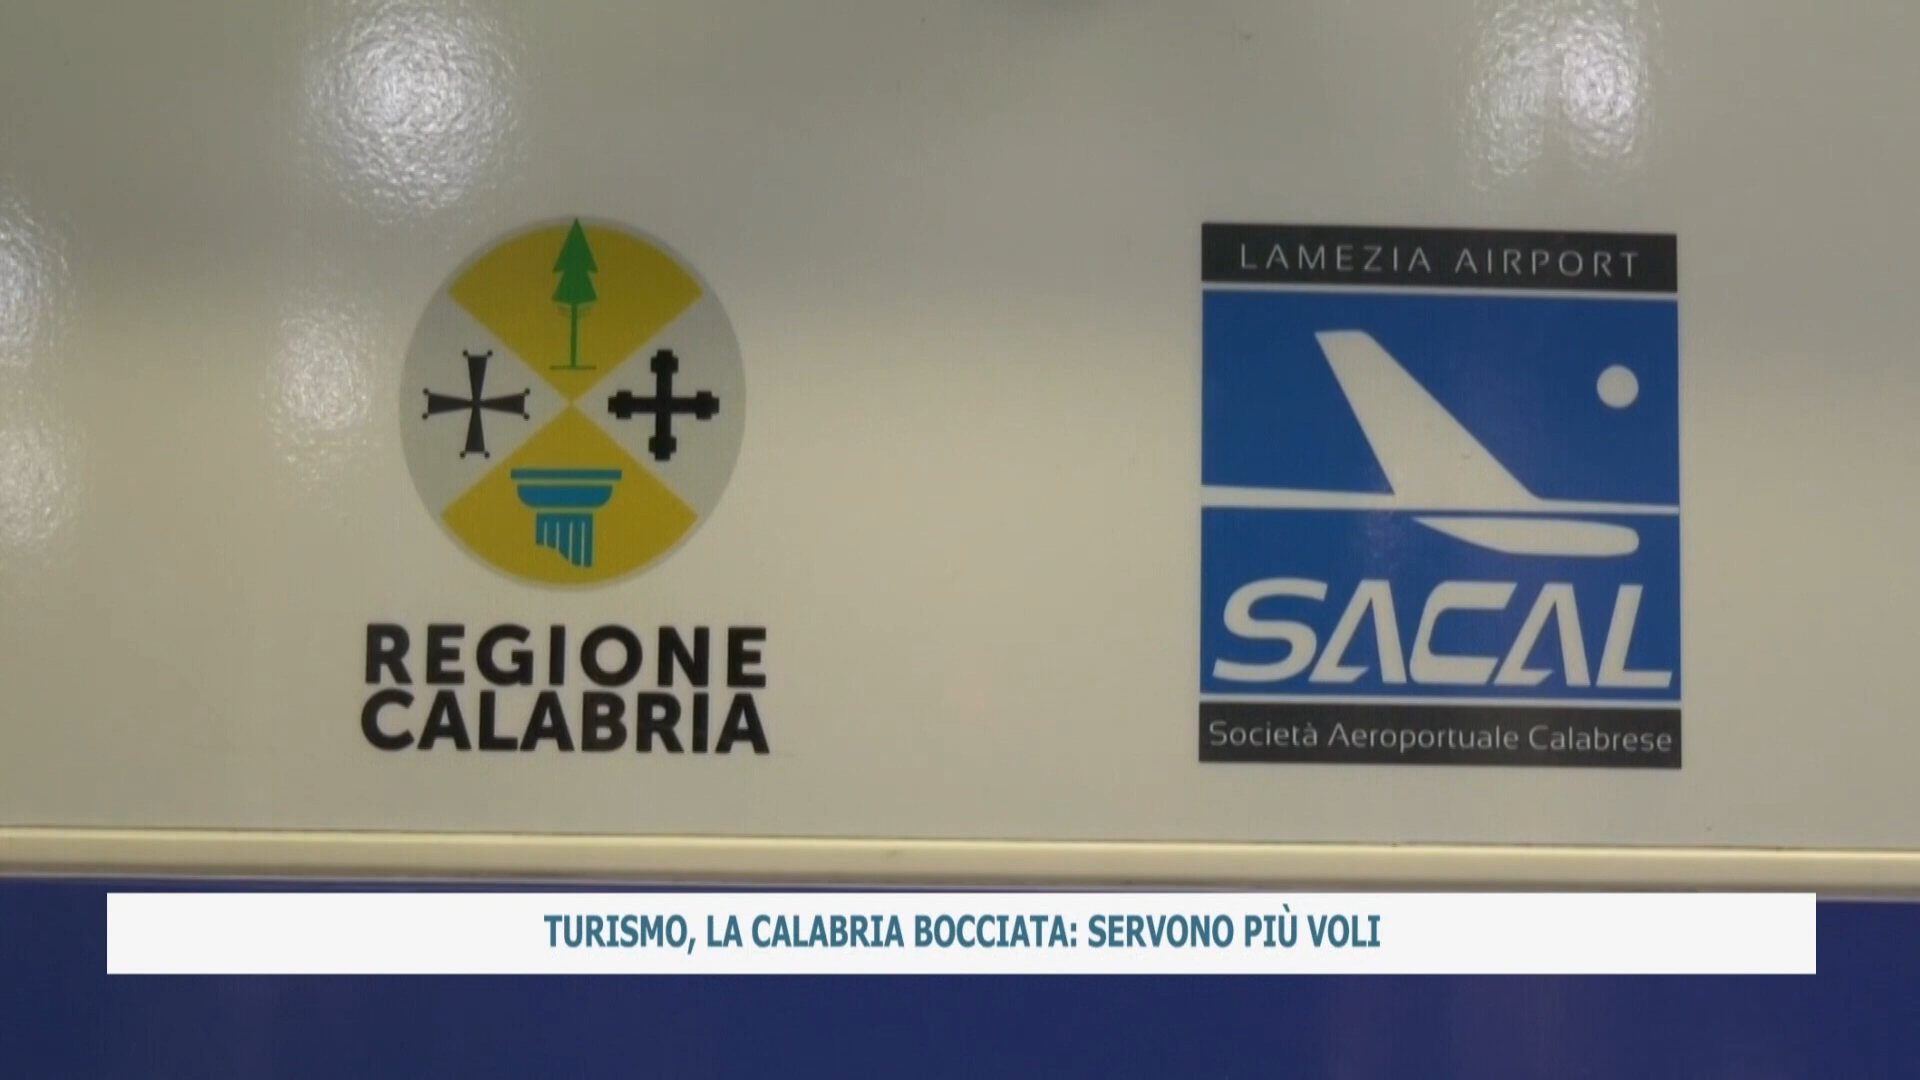 REGIONE
CALABRIA
LAMEZIA AIRPORT
SACAL
Società Aeroportuale Calabrese
TURISMO, LA CALABRIA BOCCIATA: SERVONO PIÙ VOLI